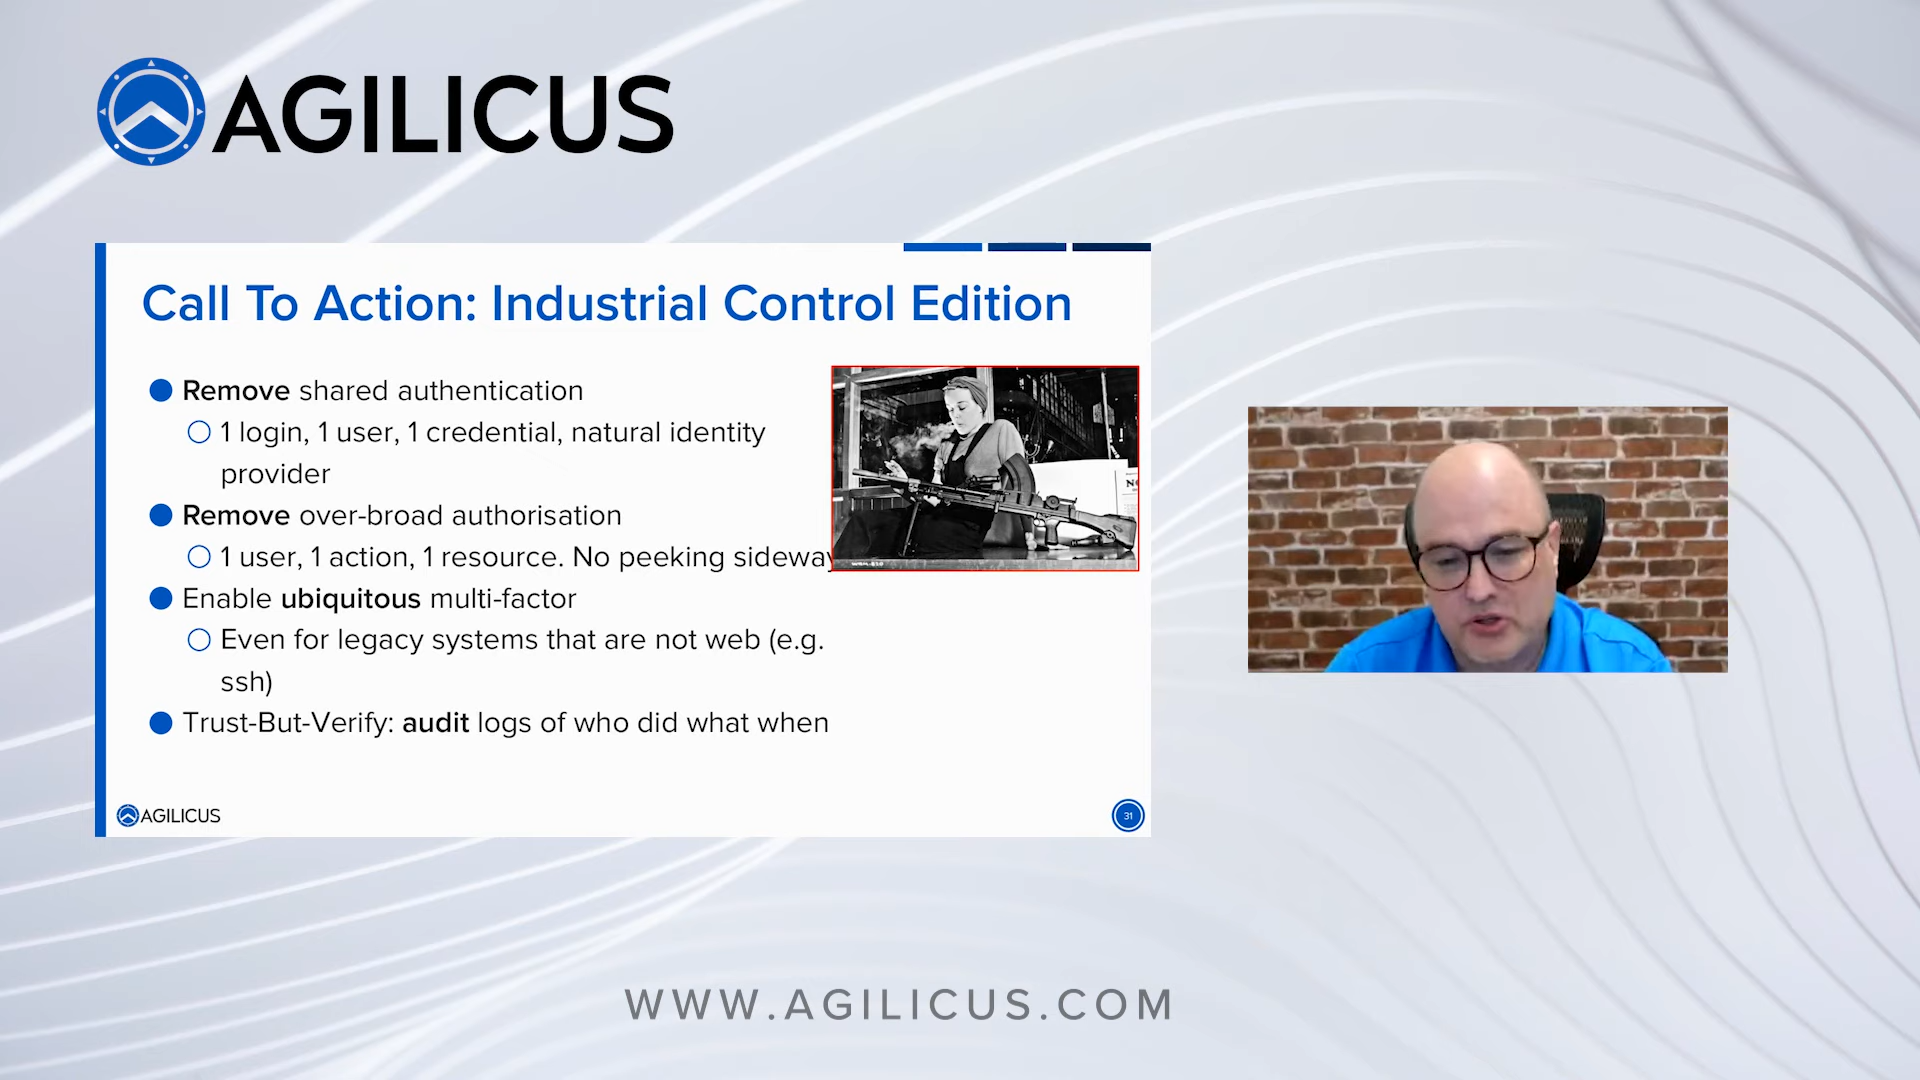 AGILICUS
Call To Action: Industrial Control Edition
Remove shared authentication
1 login, 1 user, 1 credential, natural identity
provider
Remove over-broad authorisation
1 user, 1 action, 1 resource. No peeking sideway
Enable ubiquitous multi-factor
Even for legacy systems that are not web (e.g.
ssh)
Trust-But-Verify: audit logs of who did what when
AGILICUS
31
WWW.AGILICUS.COM